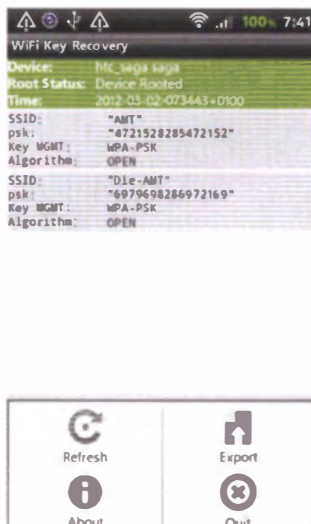 100% 7:41
WiFi Key Recovery
Device: htc_saga saga
Root Status: Device Rooted
Time: 2012-03-02-073443+0100
SSID: "AMT"
psk: "4721528285472152"
Key MGMT: WPA-PSK
Algorithm: OPEN
SSID: "Die-AMT"
psk: "6979698286972169"
Key MGMT: WPA-PSK
Algorithm: OPEN
Refresh Export
About Quit